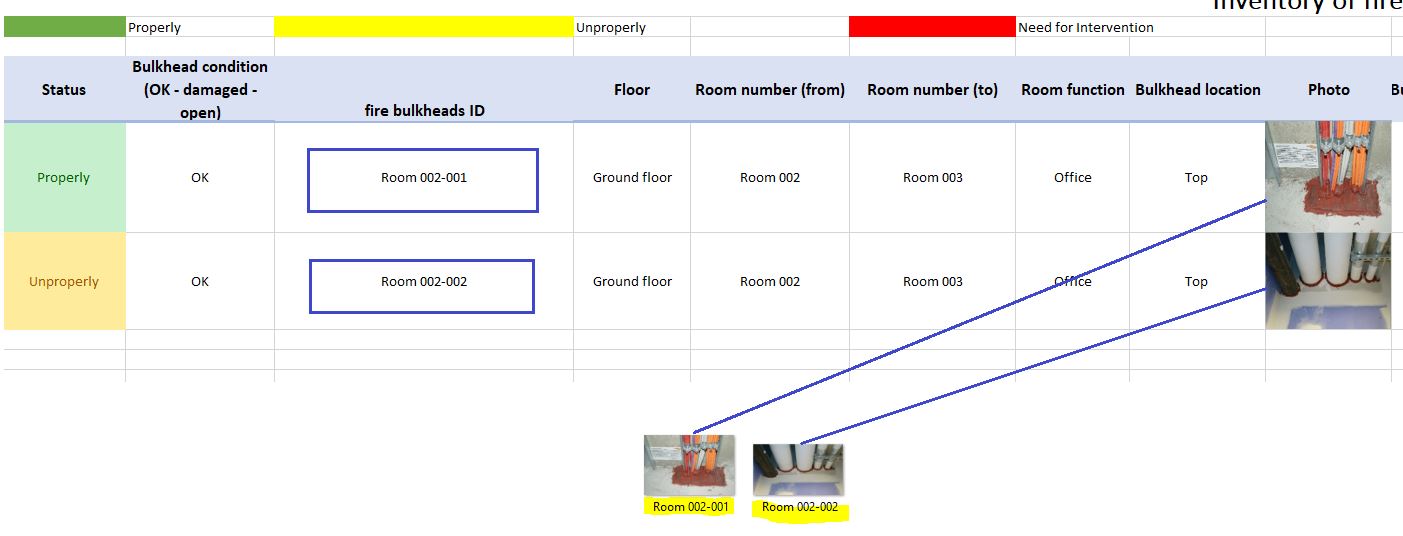 Inventory of fire
Properly
Unproperly
Need for Intervention
Status
Bulkhead condition
(OK - damaged -
open)
fire bulkheads ID
Floor
Room number (from)
Room number (to)
Room function
Bulkhead location
Photo
Properly
OK
Room 002-001
Ground floor
Room 002
Room 003
Office
Top
Unproperly
OK
Room 002-002
Ground floor
Room 002
Room 003
Office
Top
Room 002-001
Room 002-002